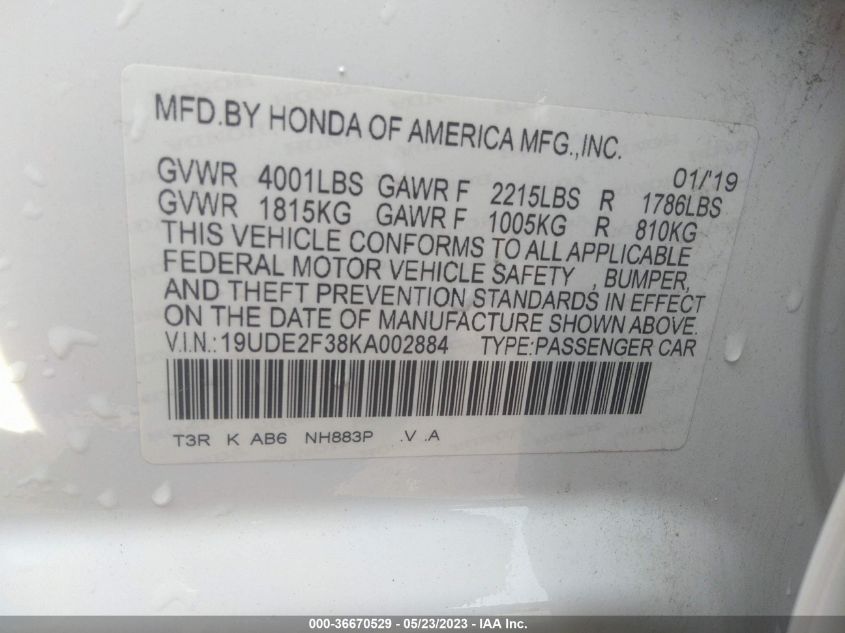 MFD.BY HONDA OF AMERICA MFG.,INC.
01/'19
GVWR 4001LBS GAWR F 2215LBS R 1786LBS
GVWR 1815KG GAWR F 1005KG R 810KG
THIS VEHICLE CONFORMS TO ALL APPLICABLE
FEDERAL MOTOR VEHICLE SAFETY , BUMPER,
AND THEFT PREVENTION STANDARDS IN EFFECT
ON THE DATE OF MANUFACTURE SHOWN ABOVE.
V.I.N.:19UDE2F38KA002884 TYPE:PASSENGER CAR
T3R K AB6 NH883P .V .A
000-36670529 - 05/23/2023 - IAA Inc.